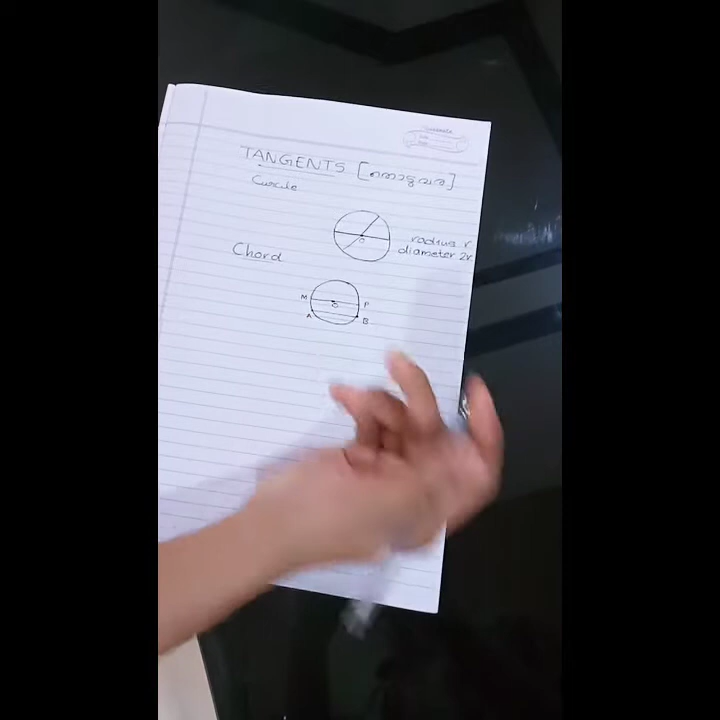 TANGENTS [തൊടുവര]
Circle
radius r
diameter 2r
O
Chord
M O P
A B